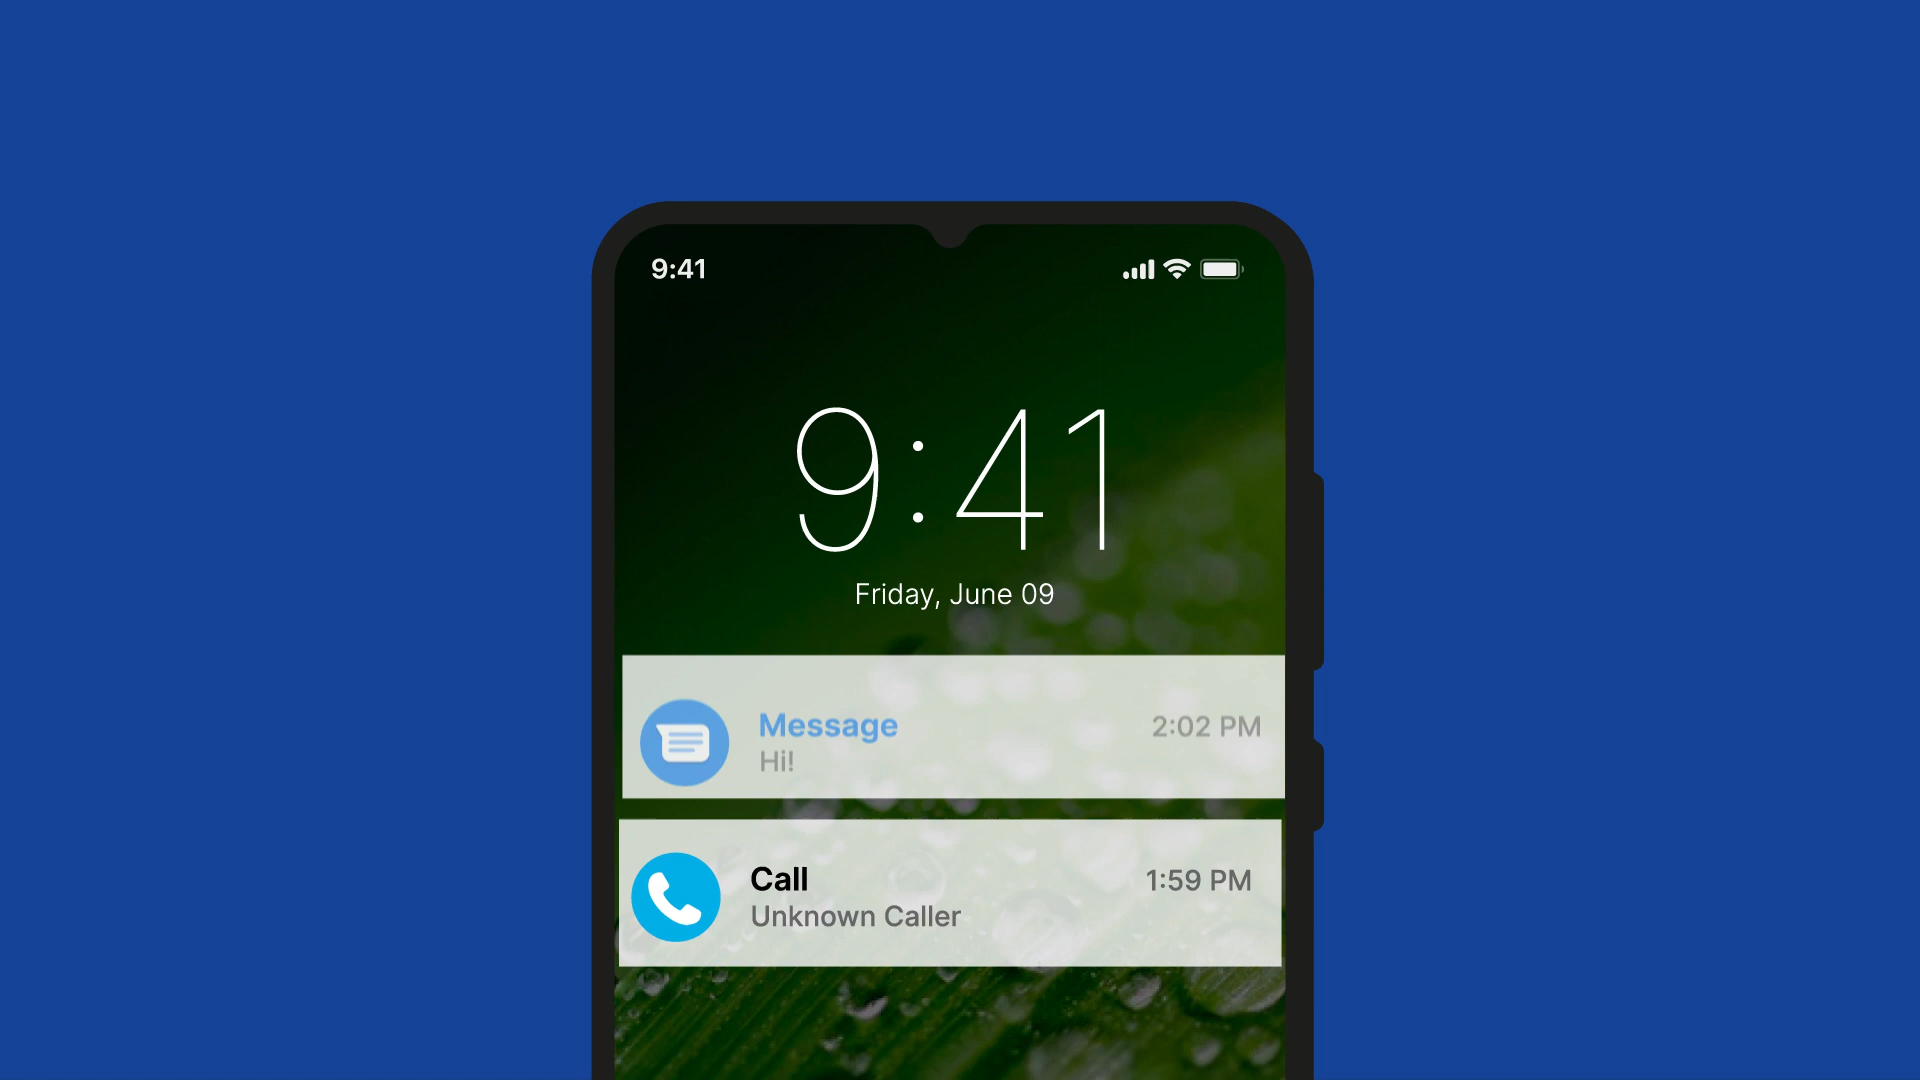 9:41
9:41
Friday, June 09
Message 2:02 PM
Hi!
Call 1:59 PM
Unknown Caller